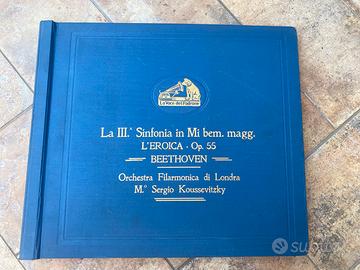 La Voce del Padrone
La III.ª Sinfonia in Mi bem. magg.
L'EROICA - Op. 55
BEETHOVEN
Orchestra Filarmonica di Londra
M.º Sergio Koussevitzky
subito